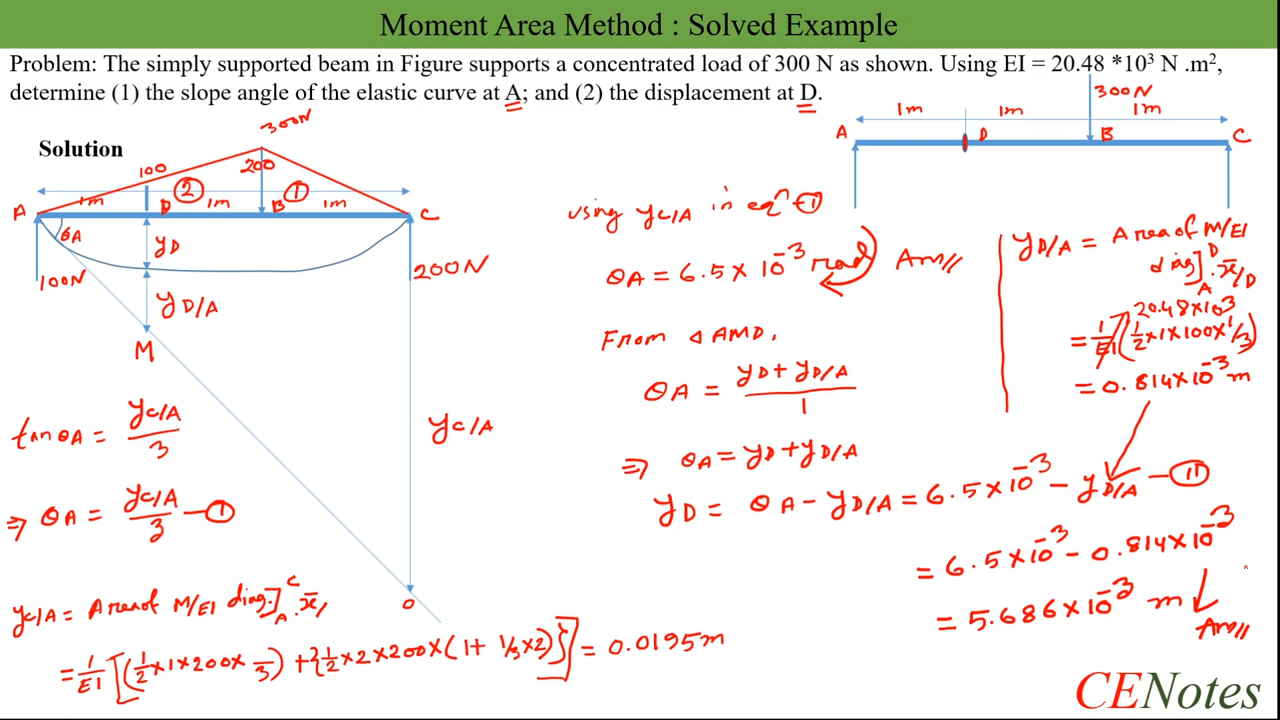 Moment Area Method : Solved Example
Problem: The simply supported beam in Figure supports a concentrated load of 300 N as shown. Using EI = 20.48 *10³ N .m²,
determine (1) the slope angle of the elastic curve at A; and (2) the displacement at D.
300N
1m 1m 1m
A D B C
Solution
300N
100 200
② ①
1m 1m 1m
A D B C
θA
yD
100N 200N
yD/A
M
yC/A
O
tanθA = yC/A / 3
⇒ θA = yC/A / 3 — ①
yC/A = Area of M/EI diag.]A^C . x̄/
= 1/EI [(1/2 × 1 × 200 × 2/3) + {1/2 × 2 × 200 × (1 + 1/3 × 2)}] = 0.0195m
using yC/A in eqⁿ ①
θA = 6.5 × 10⁻³ rad Ans//
From △ AMD,
θA = yD + yD/A / 1
⇒ θA = yD + yD/A
yD = θA - yD/A = 6.5 × 10⁻³ - yD/A — ⑪
= 6.5 × 10⁻³ - 0.814 × 10⁻³
= 5.686 × 10⁻³ m
Ans//
yD/A = Area of M/EI
diag]A^D . x̄/D
20.48×10³
= 1/EI (1/2 × 1 × 100 × 1/3)
= 0.814 × 10⁻³ m
CENotes